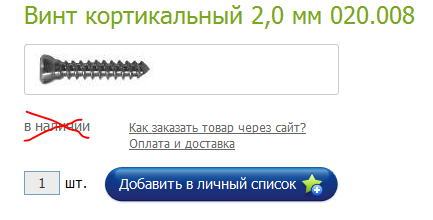 Винт кортикальный 2,0 мм 020.008
в наличии
Как заказать товар через сайт?
Оплата и доставка
1 шт.
Добавить в личный список